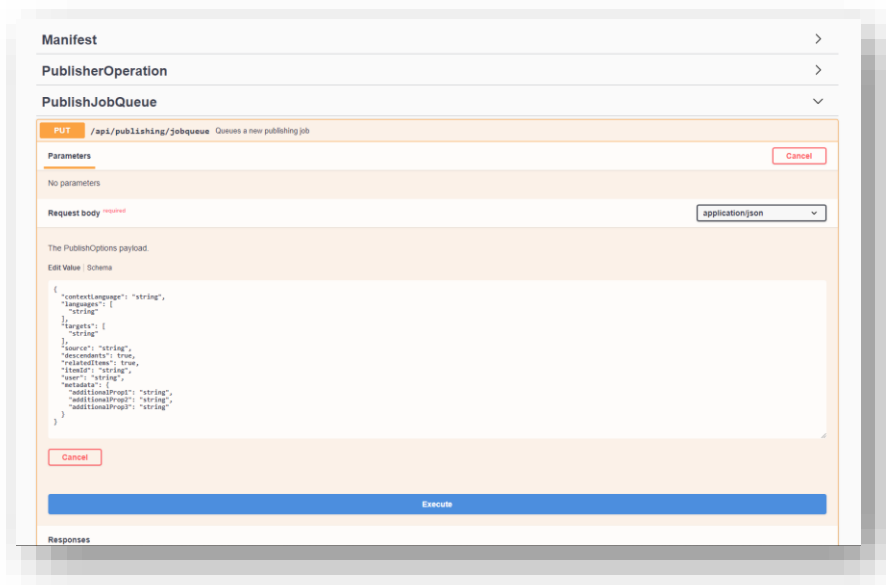 Manifest
PublisherOperation
PublishJobQueue
PUT /api/publishing/jobqueue Queues a new publishing job
Parameters Cancel
No parameters
Request body required application/json
The PublishOptions payload.
Edit Value | Schema
{
"contextLanguage": "string",
"languages": [
"string"
],
"targets": [
"string"
],
"source": "string",
"descendants": true,
"relatedItems": true,
"itemId": "string",
"user": "string",
"metadata": {
"additionalProp1": "string",
"additionalProp2": "string",
"additionalProp3": "string"
}
}
Cancel
Execute
Responses